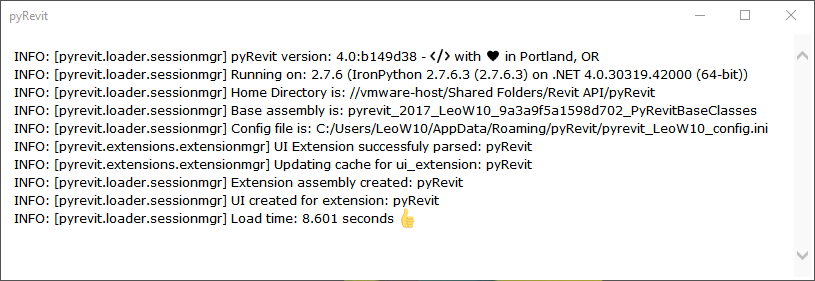 pyRevit
INFO: [pyrevit.loader.sessionmgr] pyRevit version: 4.0:b149d38 - </> with ♥ in Portland, OR
INFO: [pyrevit.loader.sessionmgr] Running on: 2.7.6 (IronPython 2.7.6.3 (2.7.6.3) on .NET 4.0.30319.42000 (64-bit))
INFO: [pyrevit.loader.sessionmgr] Home Directory is: //vmware-host/Shared Folders/Revit API/pyRevit
INFO: [pyrevit.loader.sessionmgr] Base assembly is: pyrevit_2017_LeoW10_9a3a9f5a1598d702_PyRevitBaseClasses
INFO: [pyrevit.loader.sessionmgr] Config file is: C:/Users/LeoW10/AppData/Roaming/pyRevit/pyrevit_LeoW10_config.ini
INFO: [pyrevit.extensions.extensionmgr] UI Extension successfuly parsed: pyRevit
INFO: [pyrevit.extensions.extensionmgr] Updating cache for ui_extension: pyRevit
INFO: [pyrevit.loader.sessionmgr] Extension assembly created: pyRevit
INFO: [pyrevit.loader.sessionmgr] UI created for extension: pyRevit
INFO: [pyrevit.loader.sessionmgr] Load time: 8.601 seconds 👍